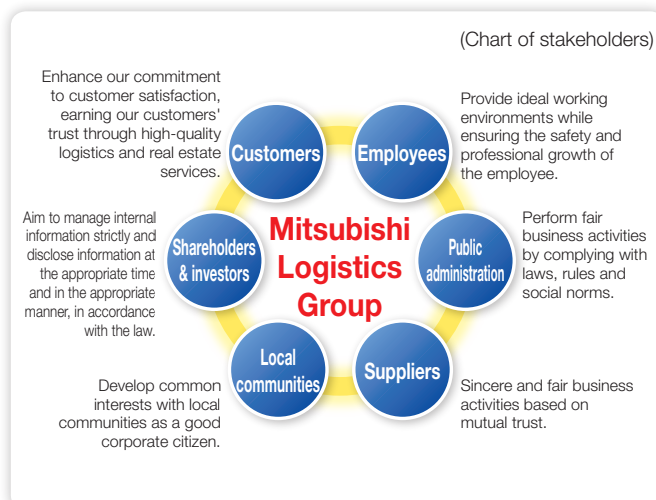 (Chart of stakeholders)
Enhance our commitment
to customer satisfaction,
earning our customers'
trust through high-quality
logistics and real estate
services.
Customers
Employees
Provide ideal working
environments while
ensuring the safety and
professional growth of
the employee.
Aim to manage internal
information strictly and
disclose information at
the appropriate time
and in the appropriate
manner, in accordance
with the law.
Shareholders
& investors
Mitsubishi
Logistics
Group
Public
administration
Perform fair
business activities
by complying with
laws, rules and
social norms.
Local
communities
Suppliers
Develop common
interests with local
communities as a good
corporate citizen.
Sincere and fair business
activities based on
mutual trust.